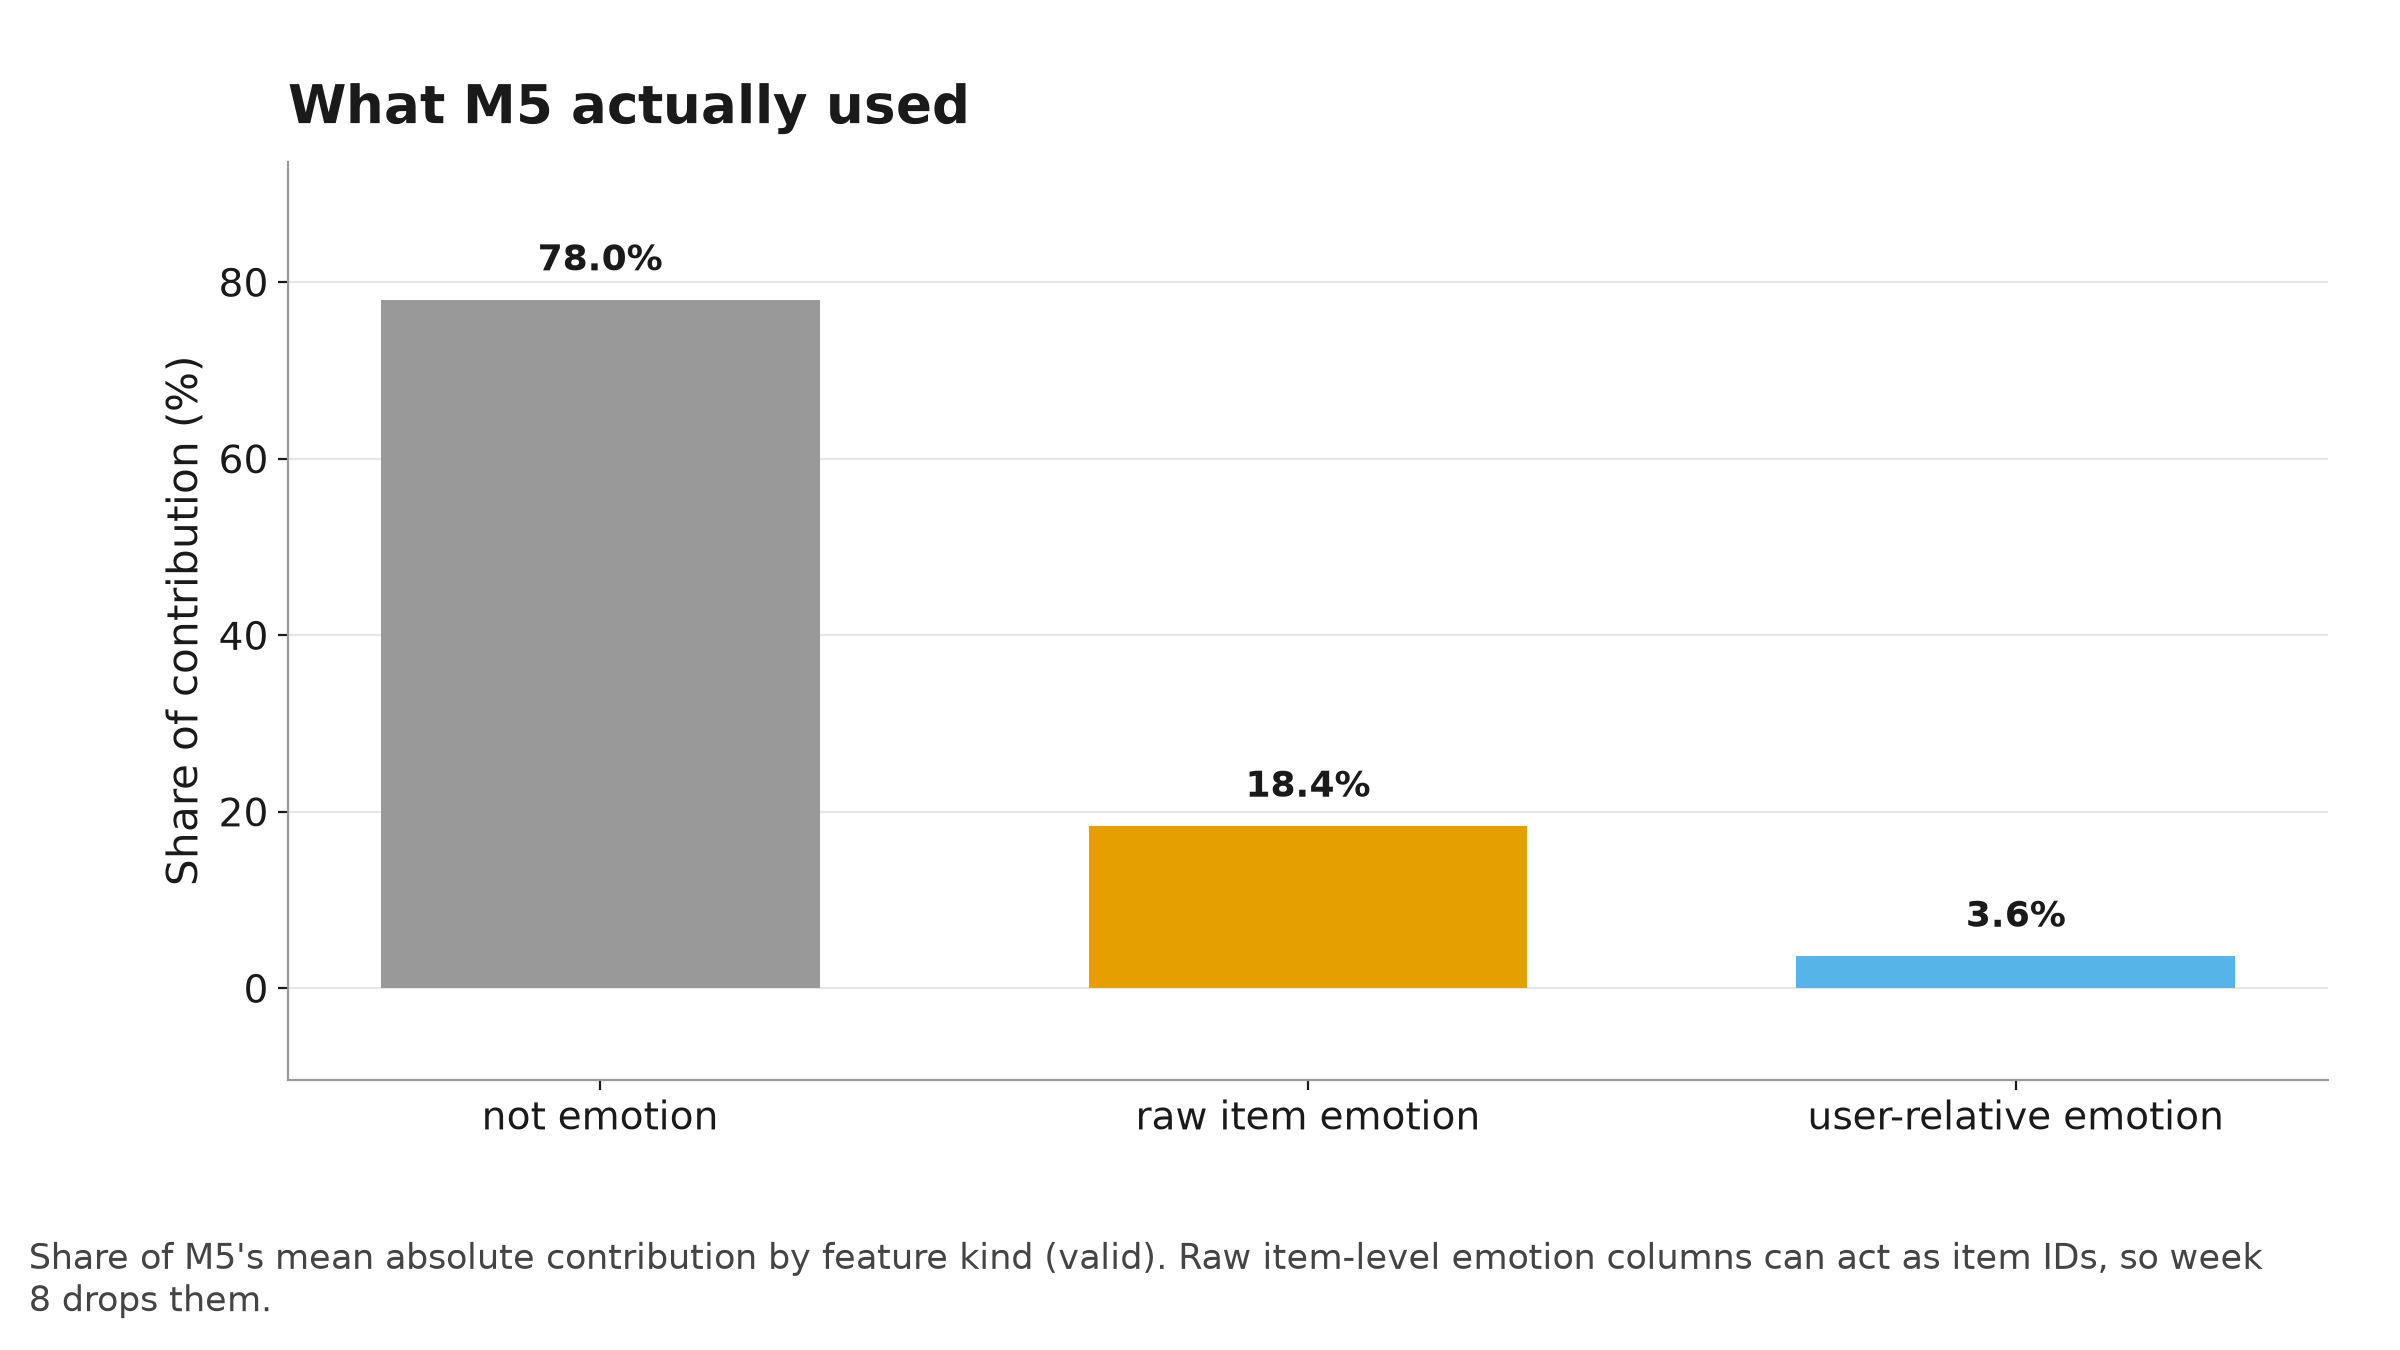 What M5 actually used
Share of contribution (%)
80
60
40
20
0
78.0%
18.4%
3.6%
not emotion
raw item emotion
user-relative emotion
Share of M5's mean absolute contribution by feature kind (valid). Raw item-level emotion columns can act as item IDs, so week
8 drops them.